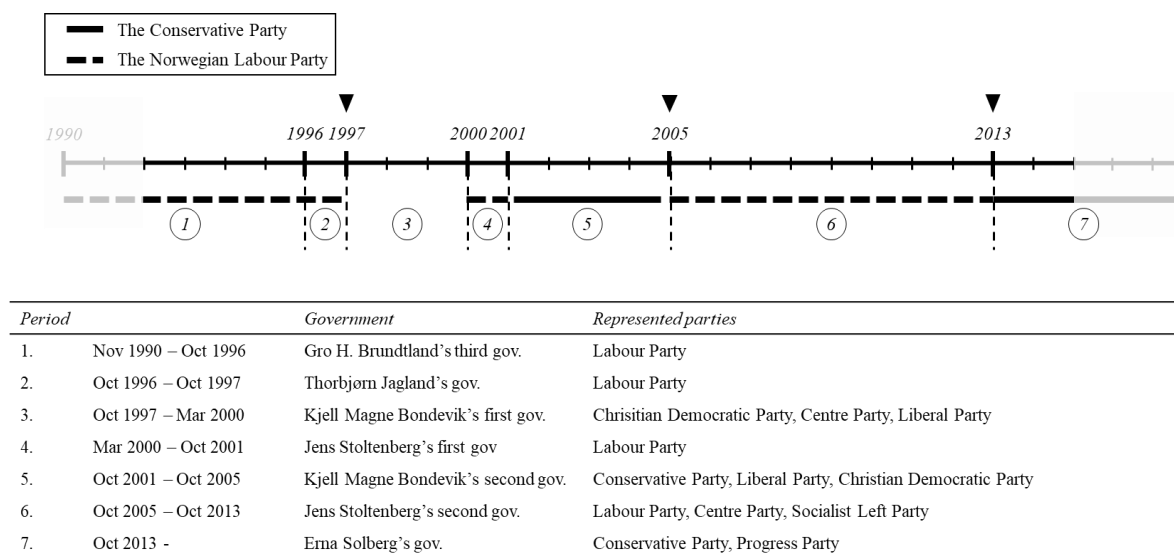 The Conservative Party
The Norwegian Labour Party
1990 1996 1997 2000 2001 2005 2013
1 2 3 4 5 6 7
Period Government Represented parties
1. Nov 1990 – Oct 1996 Gro H. Brundtland's third gov. Labour Party
2. Oct 1996 – Oct 1997 Thorbjørn Jagland's gov. Labour Party
3. Oct 1997 – Mar 2000 Kjell Magne Bondevik's first gov. Chrisitian Democratic Party, Centre Party, Liberal Party
4. Mar 2000 – Oct 2001 Jens Stoltenberg's first gov Labour Party
5. Oct 2001 – Oct 2005 Kjell Magne Bondevik's second gov. Conservative Party, Liberal Party, Christian Democratic Party
6. Oct 2005 – Oct 2013 Jens Stoltenberg's second gov. Labour Party, Centre Party, Socialist Left Party
7. Oct 2013 - Erna Solberg's gov. Conservative Party, Progress Party